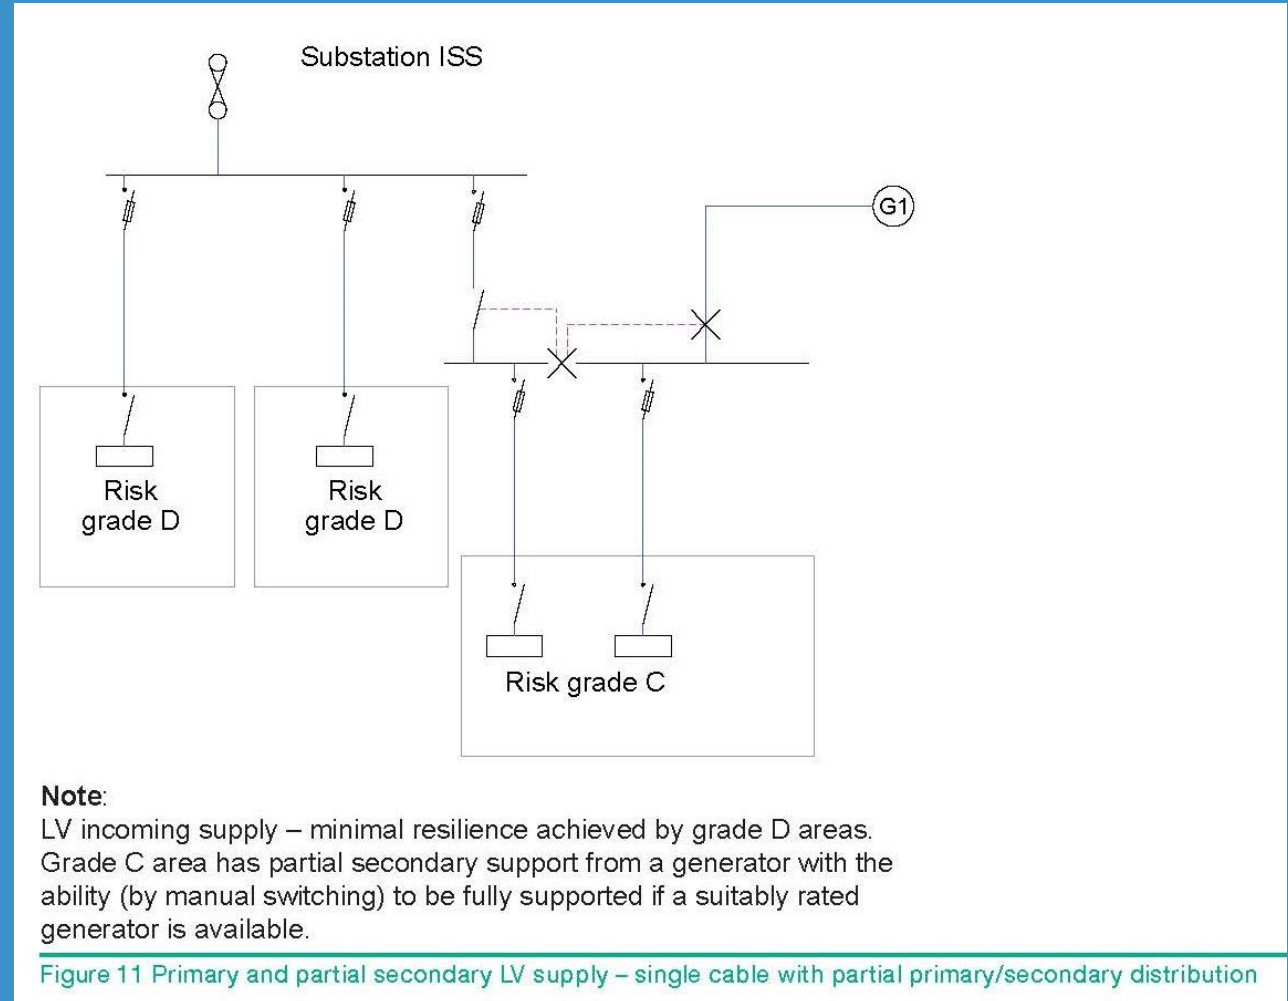 Substation ISS
G1
Risk
grade D
Risk
grade D
Risk grade C
Note:
LV incoming supply – minimal resilience achieved by grade D areas.
Grade C area has partial secondary support from a generator with the
ability (by manual switching) to be fully supported if a suitably rated
generator is available.
Figure 11 Primary and partial secondary LV supply – single cable with partial primary/secondary distribution